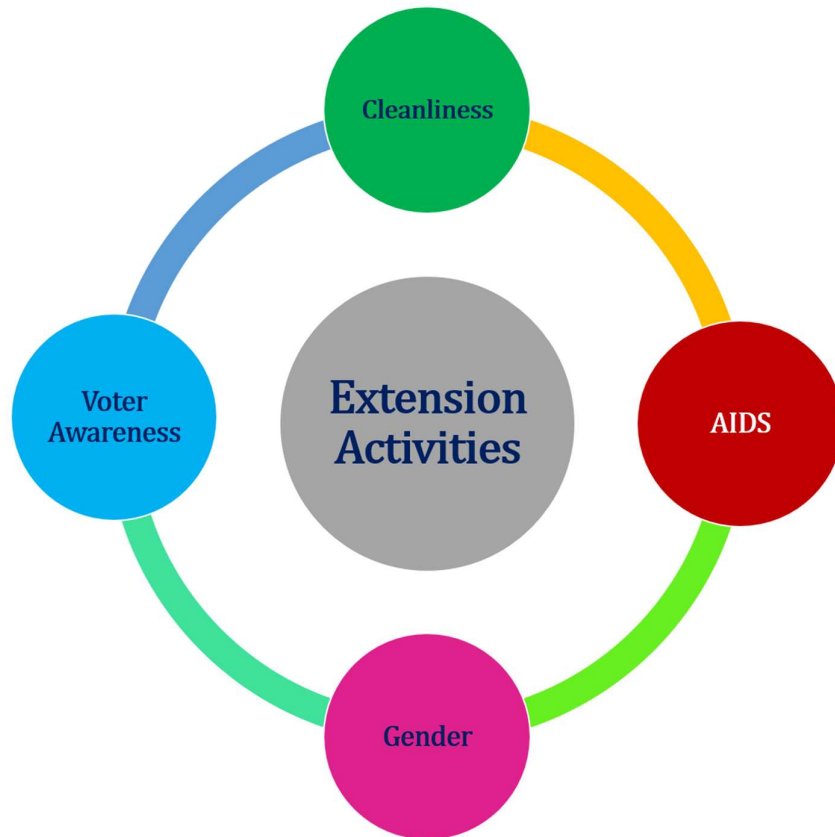 Cleanliness
Voter
Awareness
Extension
Activities
AIDS
Gender